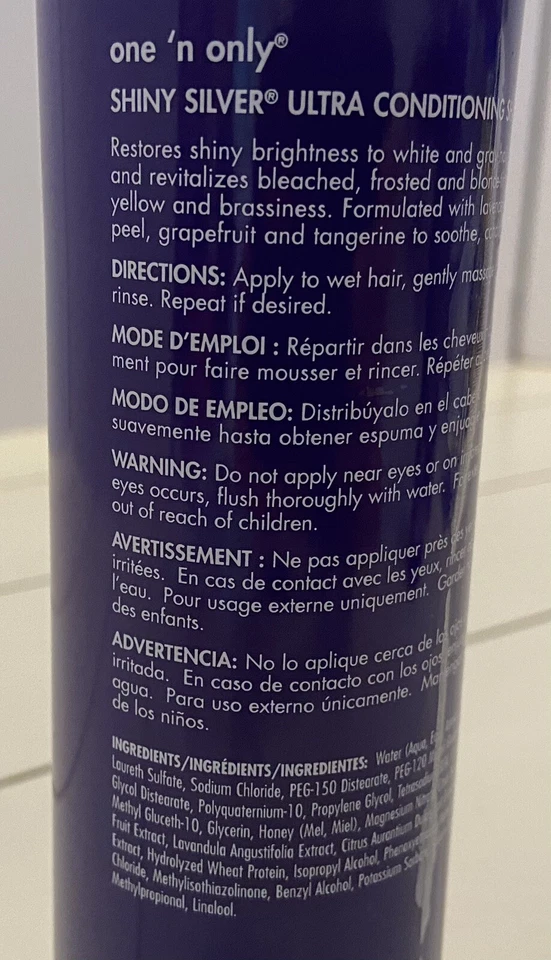 one 'n only®
SHINY SILVER® ULTRA CONDITIONING
Restores shiny brightness to white and
and revitalizes bleached, frosted and
yellow and brassiness. Formulated with
peel, grapefruit and tangerine to soothe,
DIRECTIONS: Apply to wet hair, gently
rinse. Repeat if desired.
MODE D'EMPLOI : Répartir dans les
ment pour faire mousser et rincer. Répéter
MODO DE EMPLEO: Distribúyalo en el
suavemente hasta obtener espuma y
WARNING: Do not apply near eyes or on
eyes occurs, flush thoroughly with water.
out of reach of children.
AVERTISSEMENT : Ne pas appliquer près des
irritées. En cas de contact avec les yeux, rincer
l'eau. Pour usage externe uniquement.
des enfants.
ADVERTENCIA: No lo aplique cerca de los ojos
irritada. En caso de contacto con los ojos
agua. Para uso externo únicamente.
de los niños.
INGREDIENTS/INGRÉDIENTS/INGREDIENTES: Water (Aqua,
Laureth Sulfate, Sodium Chloride, PEG-150 Distearate, PEG-120
Glycol Distearate, Polyquaternium-10, Propylene Glycol,
Methyl Gluceth-10, Glycerin, Honey (Mel, Miel), Magnesium
Fruit Extract, Lavandula Angustifolia Extract, Citrus Aurantium
Extract, Hydrolyzed Wheat Protein, Isopropyl Alcohol,
Chloride, Methylisothiazolinone, Benzyl Alcohol, Potassium
Methylpropional, Linalool.